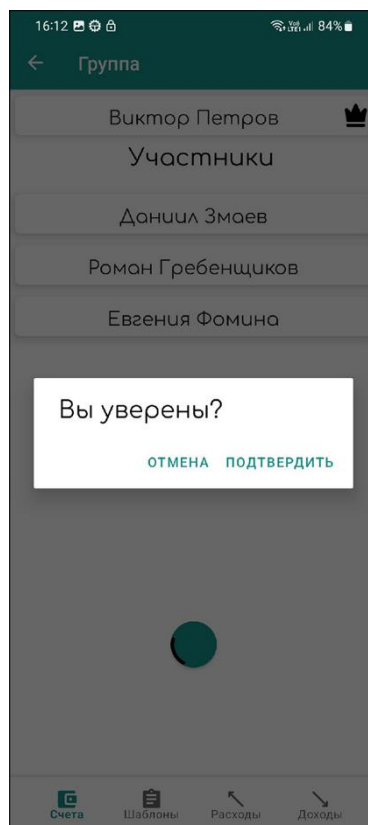 16:12 84%
Группа
Виктор Петров
Участники
Даниил Змаев
Роман Гребенщиков
Евгения Фомина
Вы уверены?
ОТМЕНА ПОДТВЕРДИТЬ
Счета Шаблоны Расходы Доходы